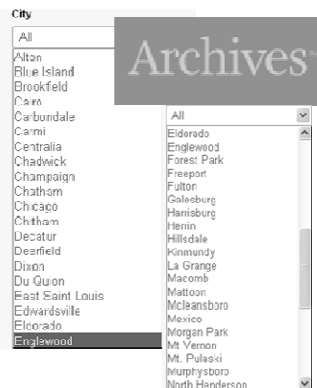 City
All
Alton
Blue Island
Brookfield
Cairo
Carbondale
Carmi
Centralia
Chadwick
Champaign
Chatham
Chicago
Chitham
Decatur
Deerfield
Dixon
Du Quion
East Saint Louis
Edwardsville
Eldorado
Englewood
Archives
All
Eldorado
Englewood
Forest Park
Freeport
Fulton
Galesburg
Harrisburg
Herrin
Hillsdale
Kinmundy
La Grange
Macomb
Mattoon
Mcleansboro
Mexico
Morgan Park
Mt Vernon
Mt. Pulaski
Murphysboro
North Henderson